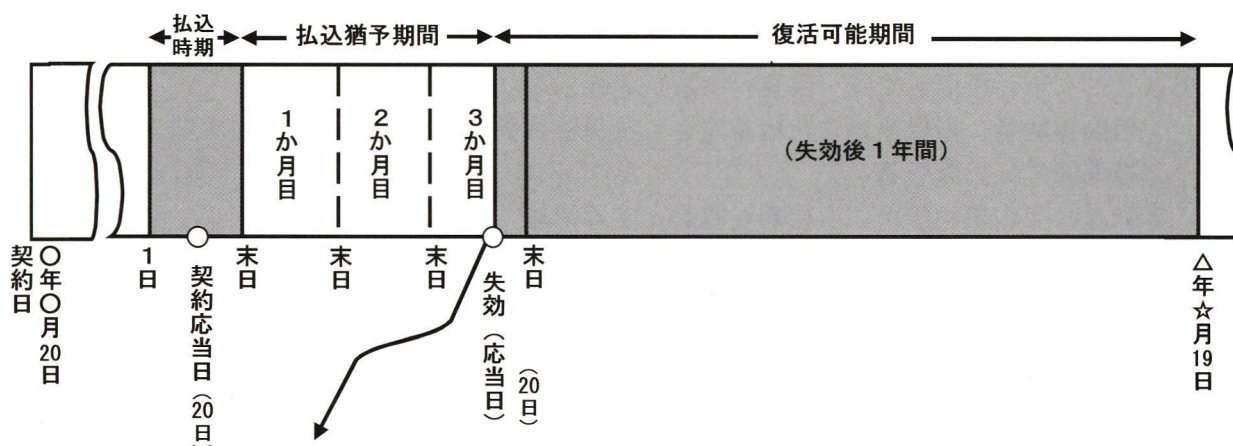 払込
時期
払込猶予期間
復活可能期間
1か月目
2か月目
3か月目
(失効後1年間)
契約日
〇年〇月20日
1日
契約応当日(20日
末日
末日
末日
失効(応当日)
(20日)
末日
△年☆月19日